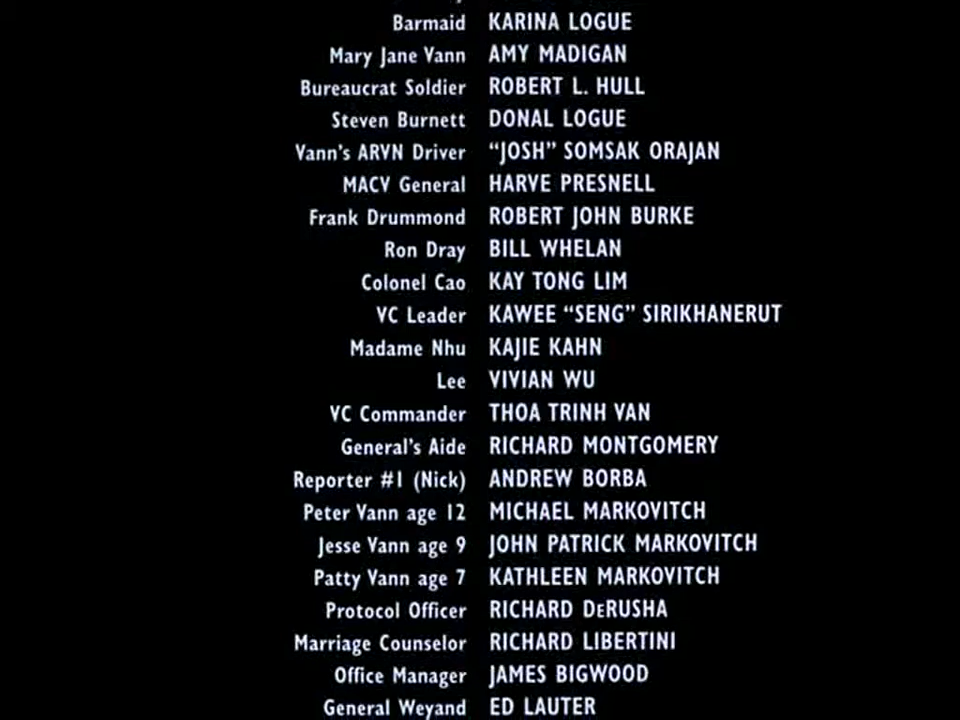 Barmaid KARINA LOGUE
Mary Jane Vann AMY MADIGAN
Bureaucrat Soldier ROBERT L. HULL
Steven Burnett DONAL LOGUE
Vann's ARVN Driver "JOSH" SOMSAK ORAJAN
MACV General HARVE PRESNELL
Frank Drummond ROBERT JOHN BURKE
Ron Dray BILL WHELAN
Colonel Cao KAY TONG LIM
VC Leader KAWEE "SENG" SIRIKHANERUT
Madame Nhu KAJIE KAHN
Lee VIVIAN WU
VC Commander THOA TRINH VAN
General's Aide RICHARD MONTGOMERY
Reporter #1 (Nick) ANDREW BORBA
Peter Vann age 12 MICHAEL MARKOVITCH
Jesse Vann age 9 JOHN PATRICK MARKOVITCH
Patty Vann age 7 KATHLEEN MARKOVITCH
Protocol Officer RICHARD DeRUSHA
Marriage Counselor RICHARD LIBERTINI
Office Manager JAMES BIGWOOD
General Weyand ED LAUTER